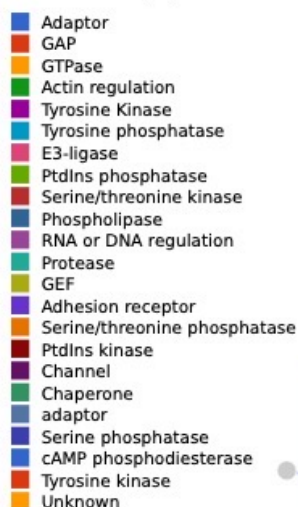 Adaptor
GAP
GTPase
Actin regulation
Tyrosine Kinase
Tyrosine phosphatase
E3-ligase
PtdIns phosphatase
Serine/threonine kinase
Phospholipase
RNA or DNA regulation
Protease
GEF
Adhesion receptor
Serine/threonine phosphatase
PtdIns kinase
Channel
Chaperone
adaptor
Serine phosphatase
cAMP phosphodiesterase
Tyrosine kinase
Unknown